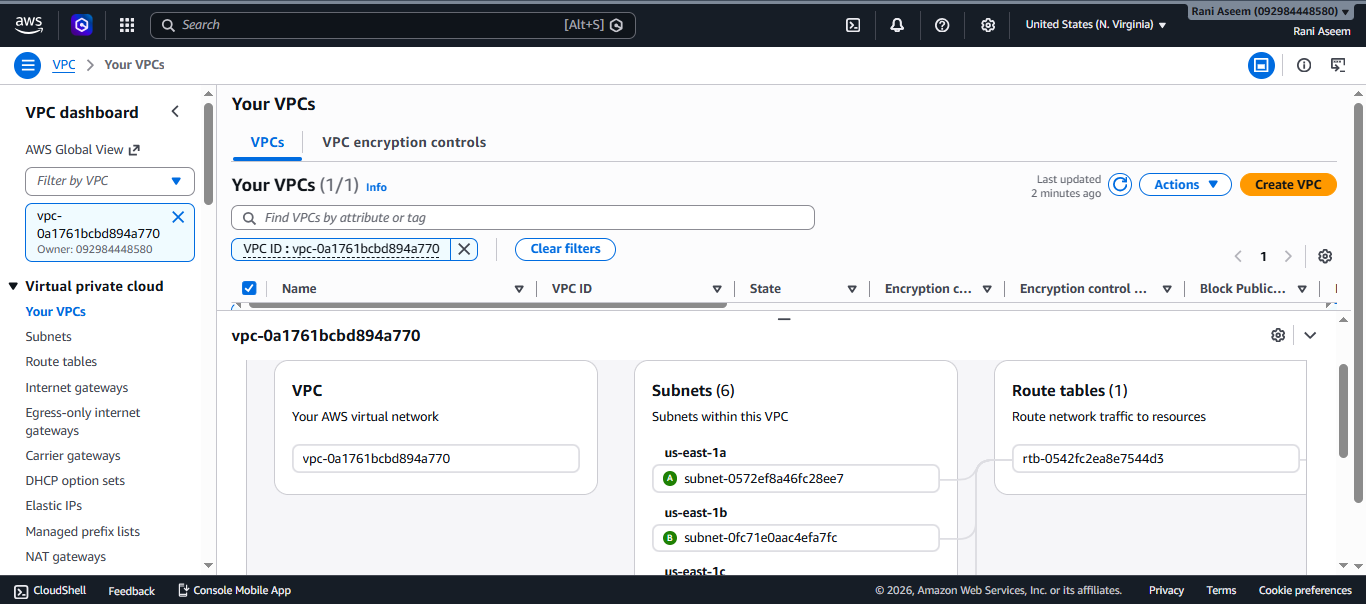 aws
Search
[Alt+S]
United States (N. Virginia)
Rani Aseem (092984448580)
Rani Aseem
VPC
Your VPCs
VPC dashboard
AWS Global View
Filter by VPC
vpc-
0a1761bcbd894a770
Owner: 092984448580
Virtual private cloud
Your VPCs
Subnets
Route tables
Internet gateways
Egress-only internet
gateways
Carrier gateways
DHCP option sets
Elastic IPs
Managed prefix lists
NAT gateways
Your VPCs
VPCs
VPC encryption controls
Your VPCs (1/1) Info
Last updated
2 minutes ago
Actions
Create VPC
Find VPCs by attribute or tag
VPC ID : vpc-0a1761bcbd894a770
Clear filters
1
Name
VPC ID
State
Encryption c...
Encryption control ...
Block Public...
vpc-0a1761bcbd894a770
VPC
Your AWS virtual network
vpc-0a1761bcbd894a770
Subnets (6)
Subnets within this VPC
us-east-1a
A subnet-0572ef8a46fc28ee7
us-east-1b
B subnet-0fc71e0aac4efa7fc
us-east-1c
Route tables (1)
Route network traffic to resources
rtb-0542fc2ea8e7544d3
CloudShell
Feedback
Console Mobile App
© 2026, Amazon Web Services, Inc. or its affiliates.
Privacy
Terms
Cookie preferences